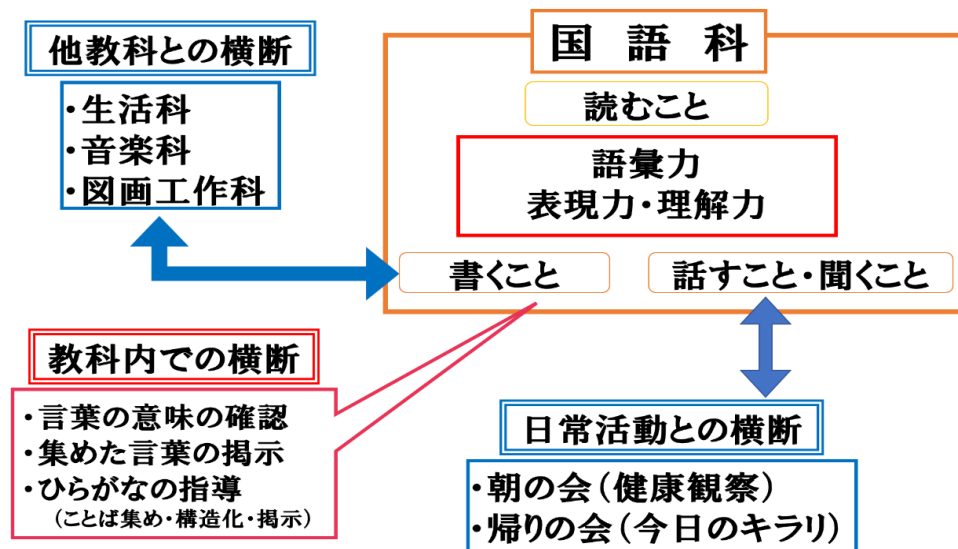 他教科との横断
・生活科
・音楽科
・図画工作科
国語科
読むこと
語彙力
表現力・理解力
書くこと
話すこと・聞くこと
教科内での横断
・言葉の意味の確認
・集めた言葉の掲示
・ひらがなの指導
(ことば集め・構造化・掲示)
日常活動との横断
・朝の会(健康観察)
・帰りの会(今日のキラリ)